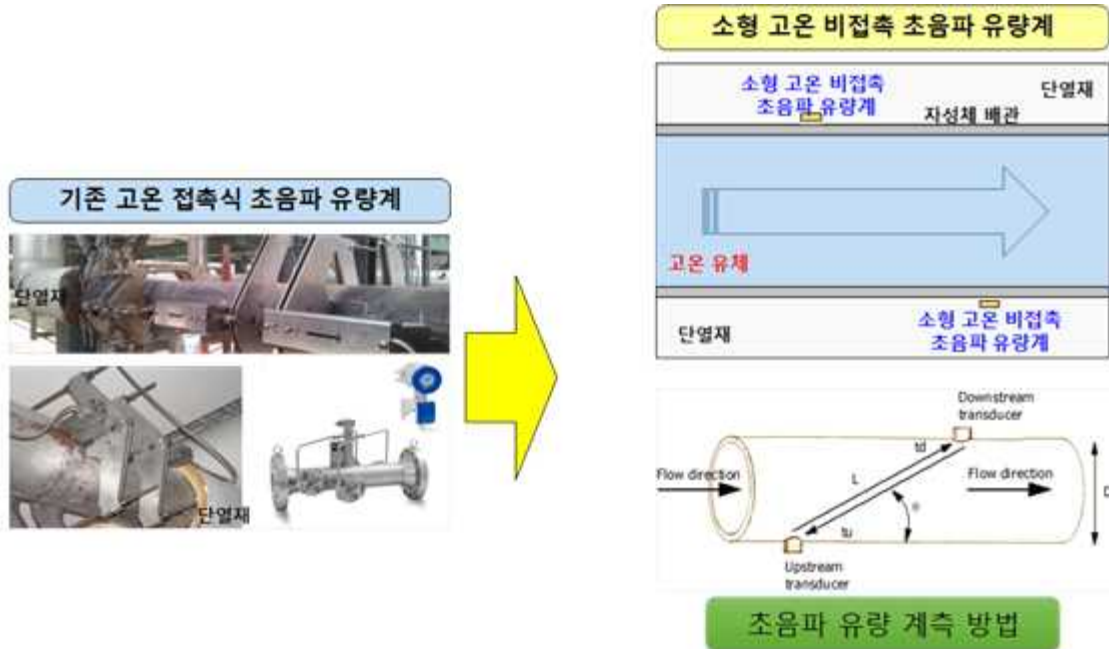 기존 고온 접촉식 초음파 유량계
단열재
단열재
소형 고온 비접촉 초음파 유량계
소형 고온 비접촉
초음파 유량계
단열재
자성체 배관
고온 유체
단열재
소형 고온 비접촉
초음파 유량계
Downstream
transducer
td
Flow direction
L
Flow direction
D
θ
tu
Upstream
transducer
초음파 유량 계측 방법